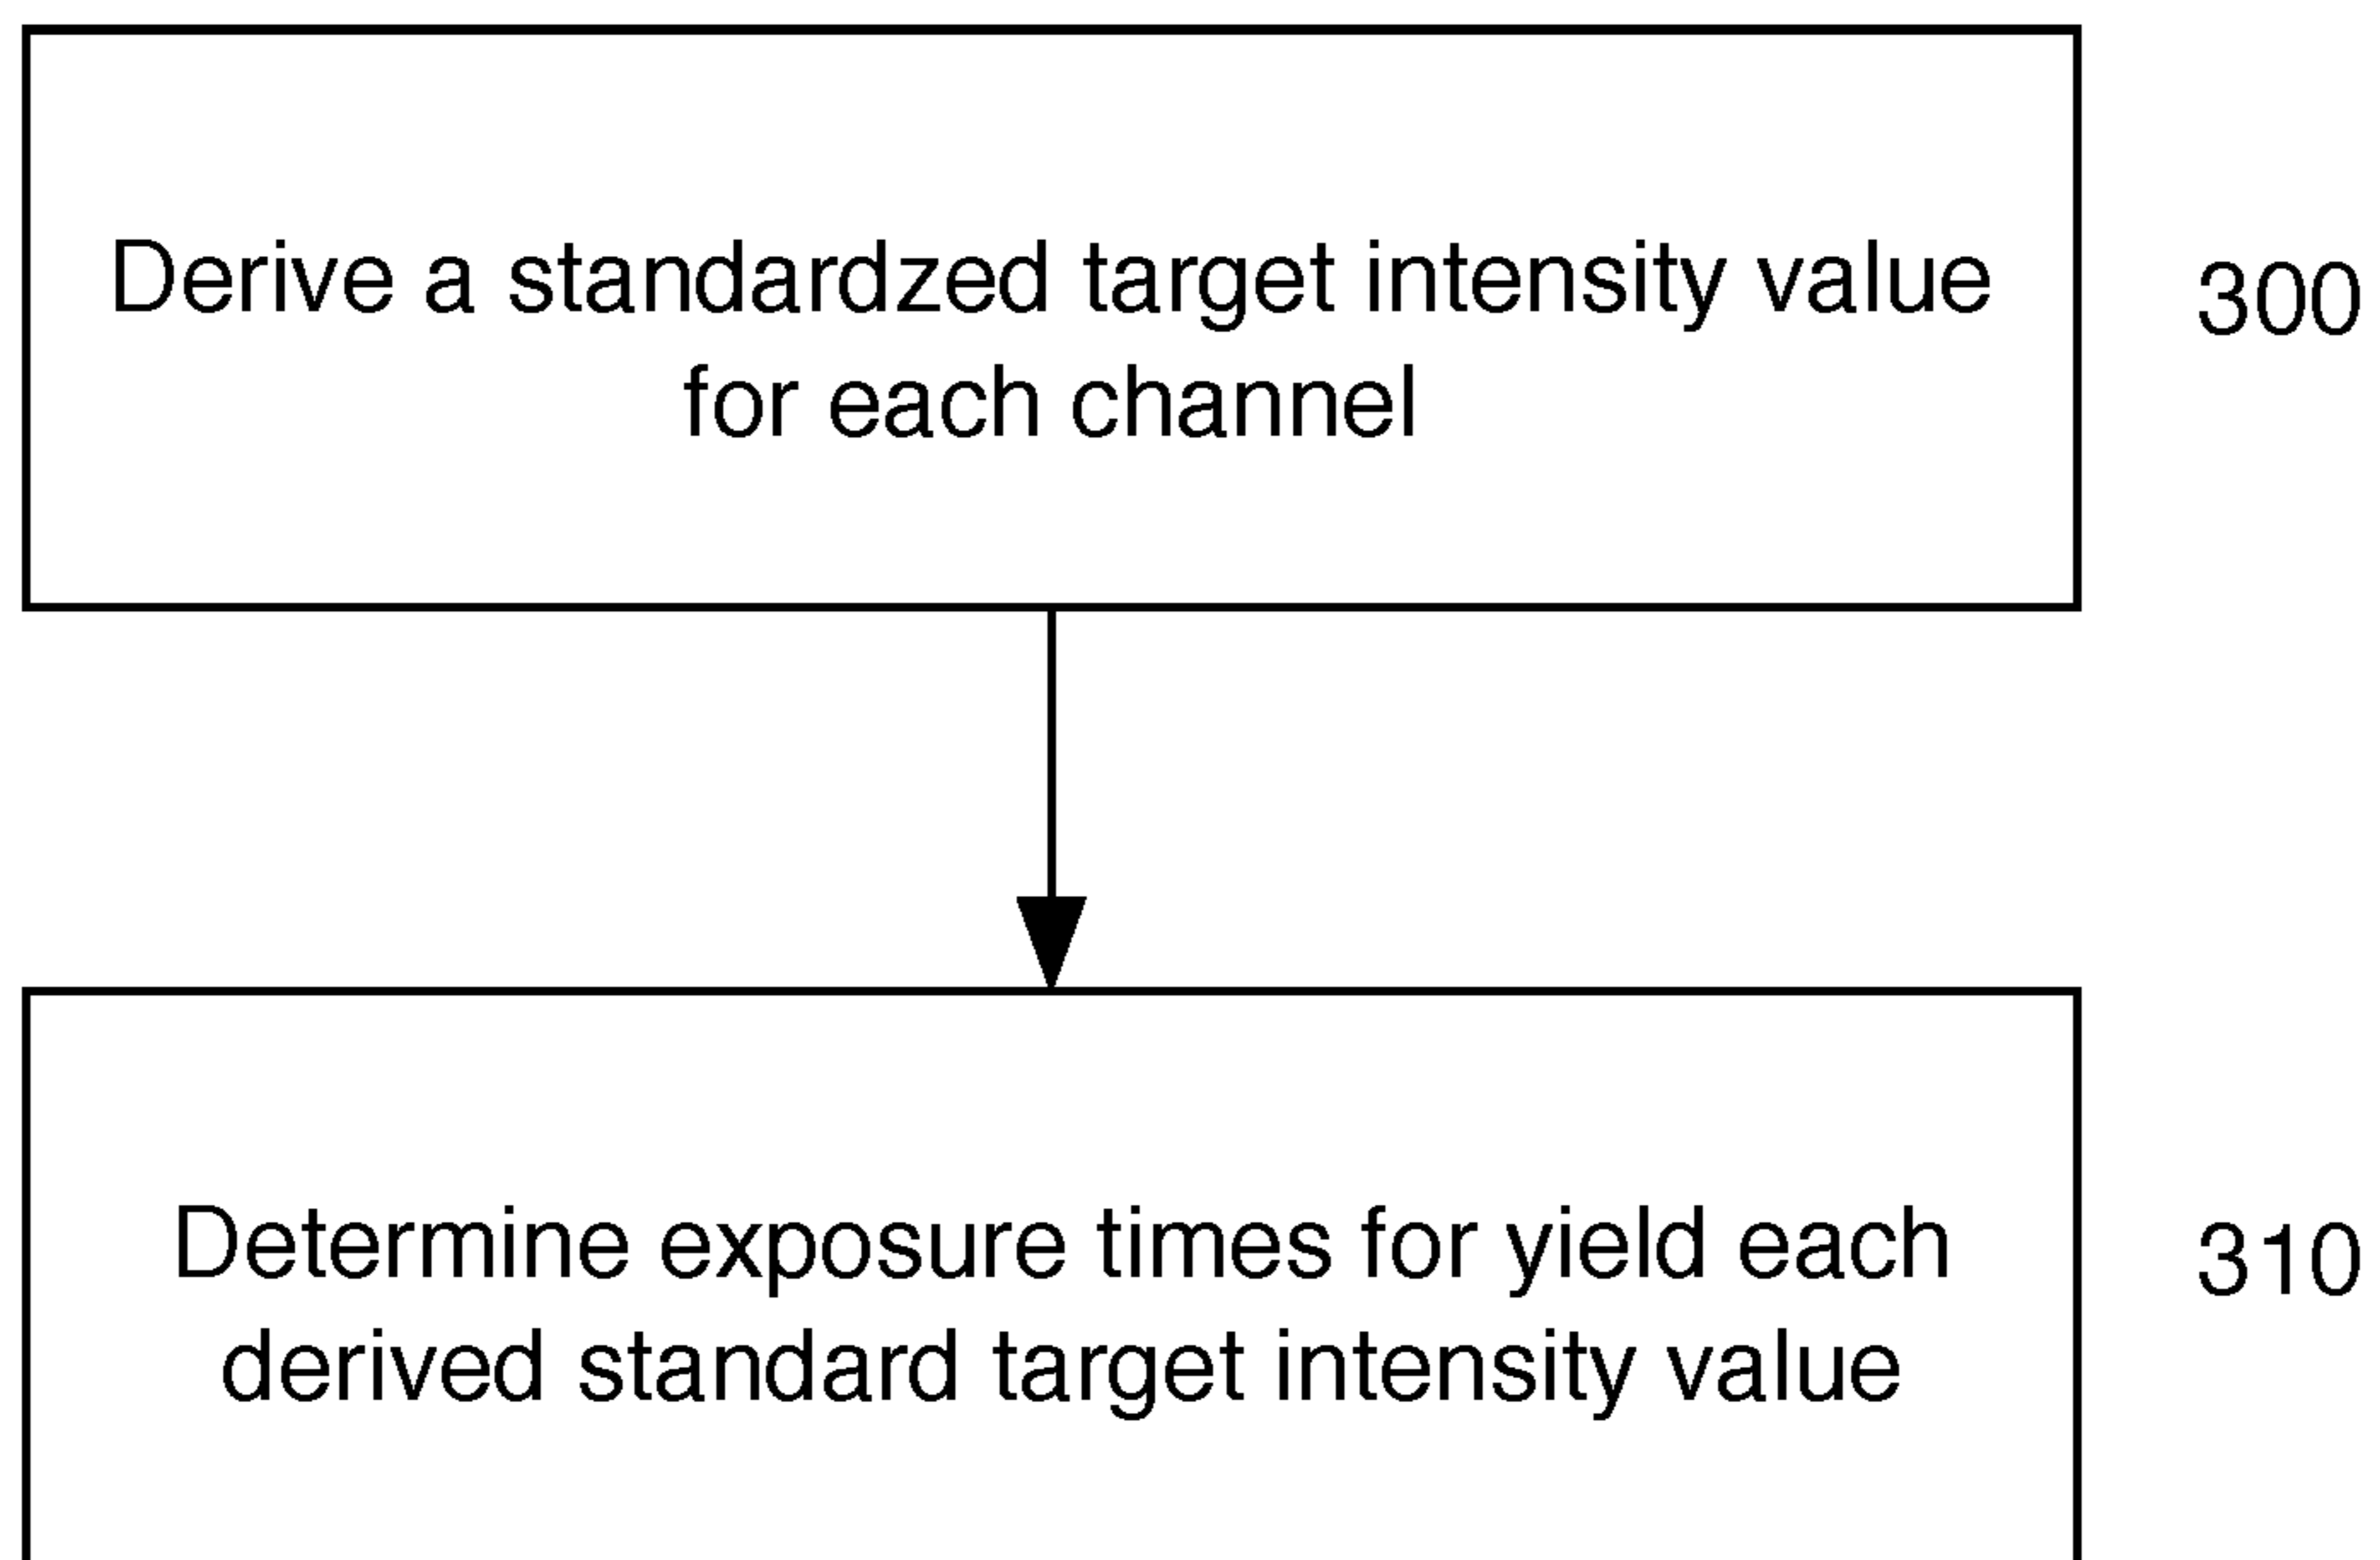 Derive a standardzed target intensity value
for each channel
300
Determine exposure times for yield each
derived standard target intensity value
310